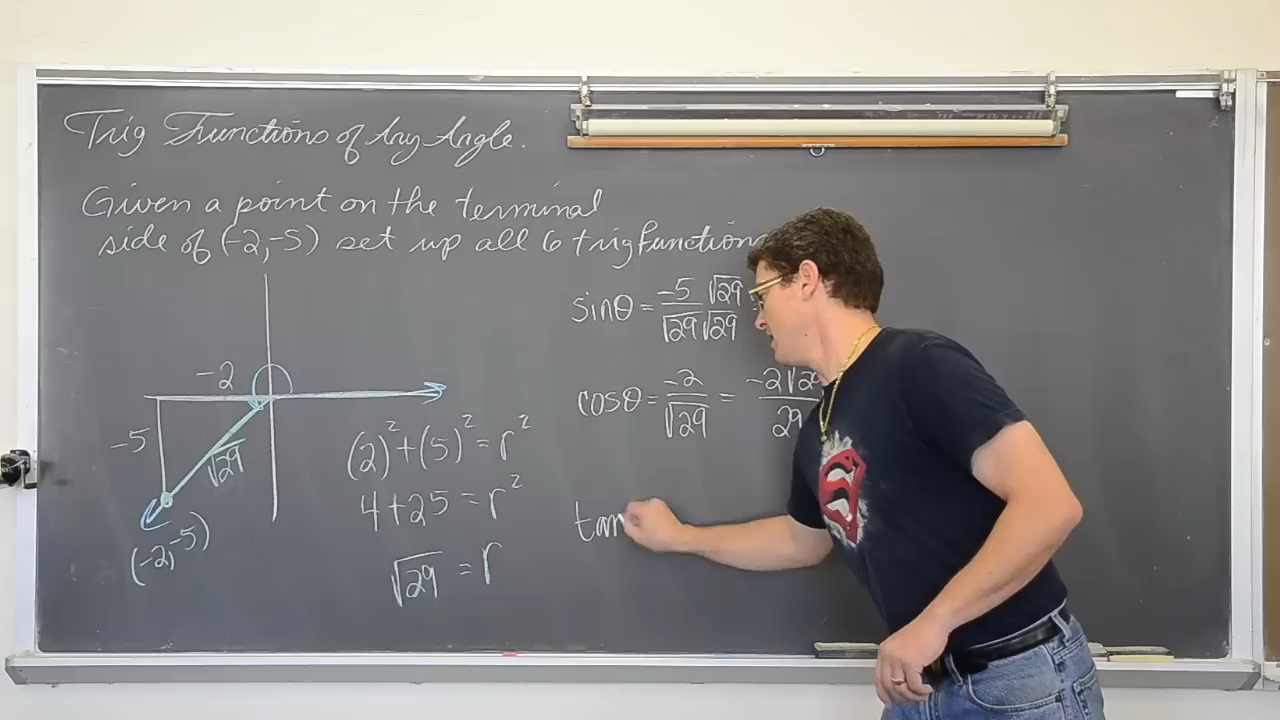 Trig Functions of Any Angle.
Given a point on the terminal
side of (-2,-5) set up all 6 trig functions
-2
-5
√29
(-2,-5)
(2)²+(5)²=r²
4+25=r²
√29=r
sinθ=-5/√29 √29/√29
cosθ=-2/√29=-2√29/29
tan